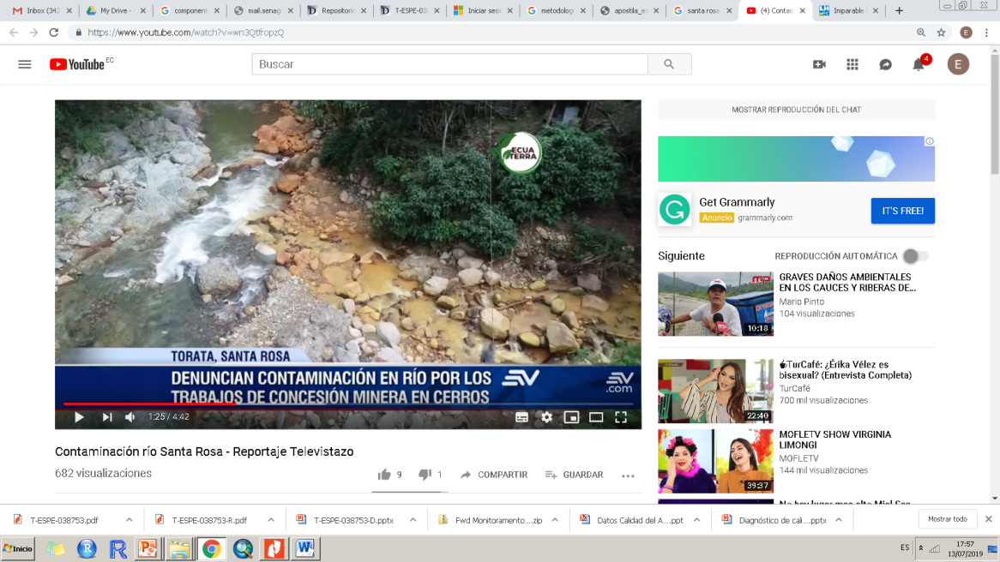 Inbox (342
My Drive -
component
mail.senag
Repositorio
T-ESPE-03
Iniciar sesi
metodolog
apostila_es
santa rosa
(4) Contam
Imparable
https://www.youtube.com/watch?v=wn3QtfropzQ
YouTube EC
Buscar
4
E
ECUA
TERRA
TORATA, SANTA ROSA
DENUNCIAN CONTAMINACIÓN EN RÍO POR LOS
TRABAJOS DE CONCESIÓN MINERA EN CERROS
.com
1:25 / 4:42
Contaminación río Santa Rosa - Reportaje Televistazo
682 visualizaciones
9
1
COMPARTIR
GUARDAR
MOSTRAR REPRODUCCIÓN DEL CHAT
Get Grammarly
Anuncio grammarly.com
IT'S FREE!
Siguiente
REPRODUCCIÓN AUTOMÁTICA
GRAVES DAÑOS AMBIENTALES
EN LOS CAUCES Y RIBERAS DE...
Mario Pinto
104 visualizaciones
10:18
TurCafé: ¿Érika Vélez es
bisexual? (Entrevista Completa)
TurCafé
700 mil visualizaciones
22:40
MOFLETV SHOW VIRGINIA
LIMONGI
MOFLETV
144 mil visualizaciones
39:37
T-ESPE-038753.pdf
T-ESPE-038753-R.pdf
T-ESPE-038753-D.pptx
Fwd Monitoramento....zip
Datos Calidad del A....ppt
Diagnóstico de cali....pptx
Mostrar todo
Inicio
ES
17:57
13/07/2019